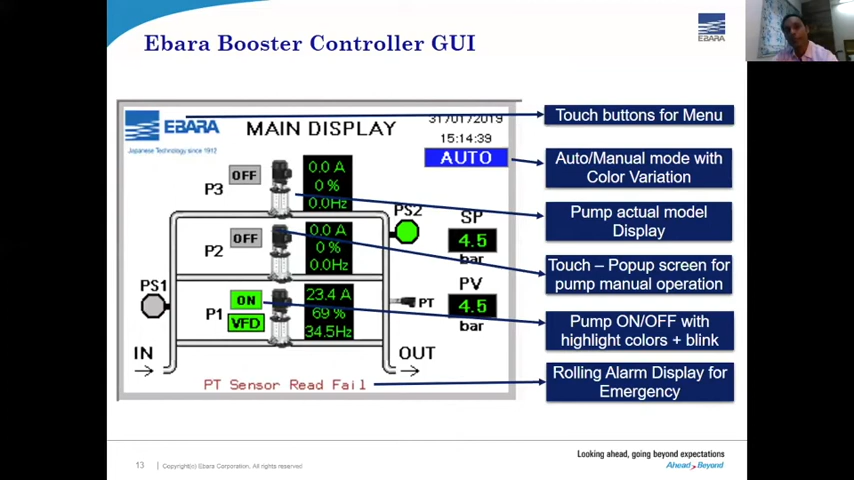 Ebara Booster Controller GUI
EBARA
EBARA
Japanese Technology since 1912
MAIN DISPLAY
31/01/2019
15:14:39
AUTO
P3
OFF
0.0 A
0 %
0.0Hz
P2
OFF
0.0 A
0 %
0.0Hz
PS2
SP
4.5
bar
PS1
P1
ON
VFD
23.4 A
69 %
34.5Hz
PT
PV
4.5
bar
IN
OUT
PT Sensor Read Fail
Touch buttons for Menu
Auto/Manual mode with
Color Variation
Pump actual model
Display
Touch – Popup screen for
pump manual operation
Pump ON/OFF with
highlight colors + blink
Rolling Alarm Display for
Emergency
13
Copyright(c) Ebara Corporation, All rights reserved
Looking ahead, going beyond expectations
Ahead Beyond